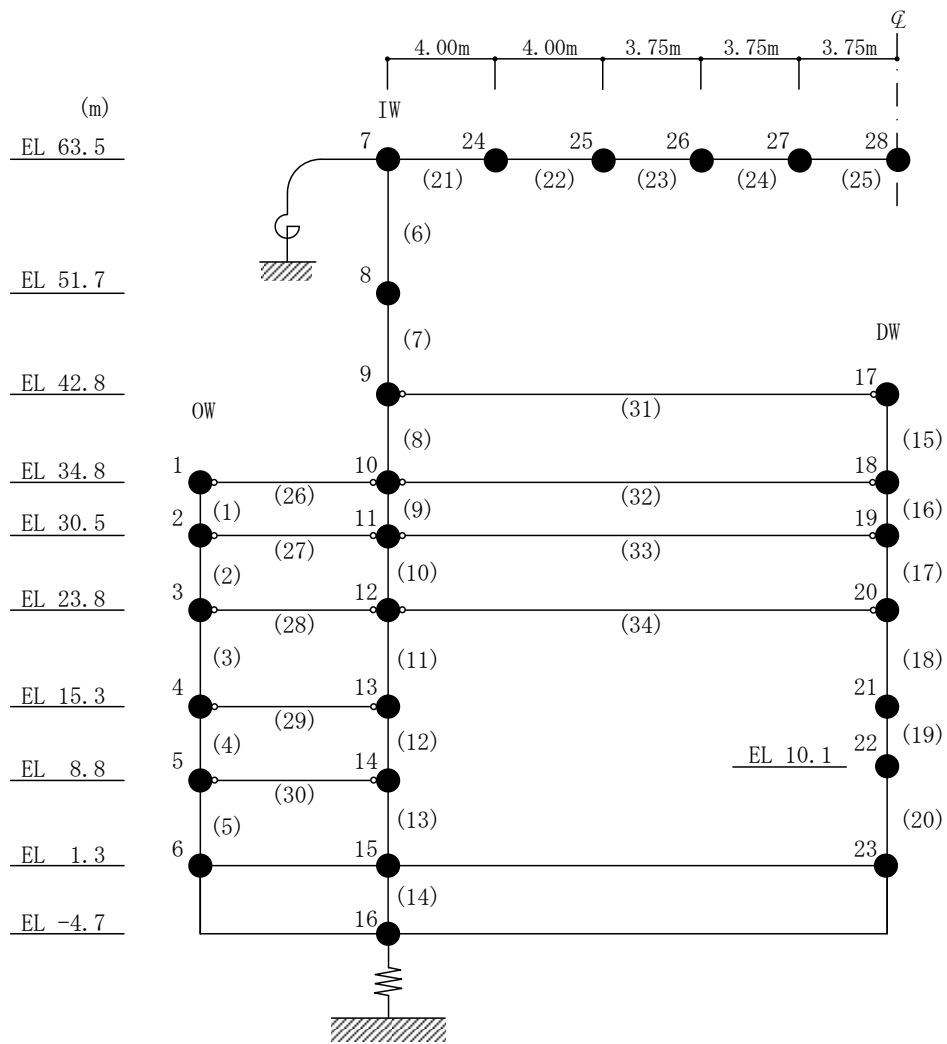 ℄
4.00m 4.00m 3.75m 3.75m 3.75m
(m)
IW
EL 63.5 7 24 25 26 27 28
(21) (22) (23) (24) (25)
(6)
EL 51.7 8
(7)
DW
EL 42.8 9 17
(31)
OW
(8) (15)
EL 34.8 1 10 18
(26) (32)
(1) (9) (16)
EL 30.5 2 11 19
(27) (33)
(2) (10) (17)
EL 23.8 3 12 20
(28) (34)
(3) (11) (18)
EL 15.3 4 13 21
(29)
(4) (12) (19)
EL 8.8 5 14 EL 10.1 22
(30)
(5) (13) (20)
EL 1.3 6 15 23
(14)
EL -4.7 16